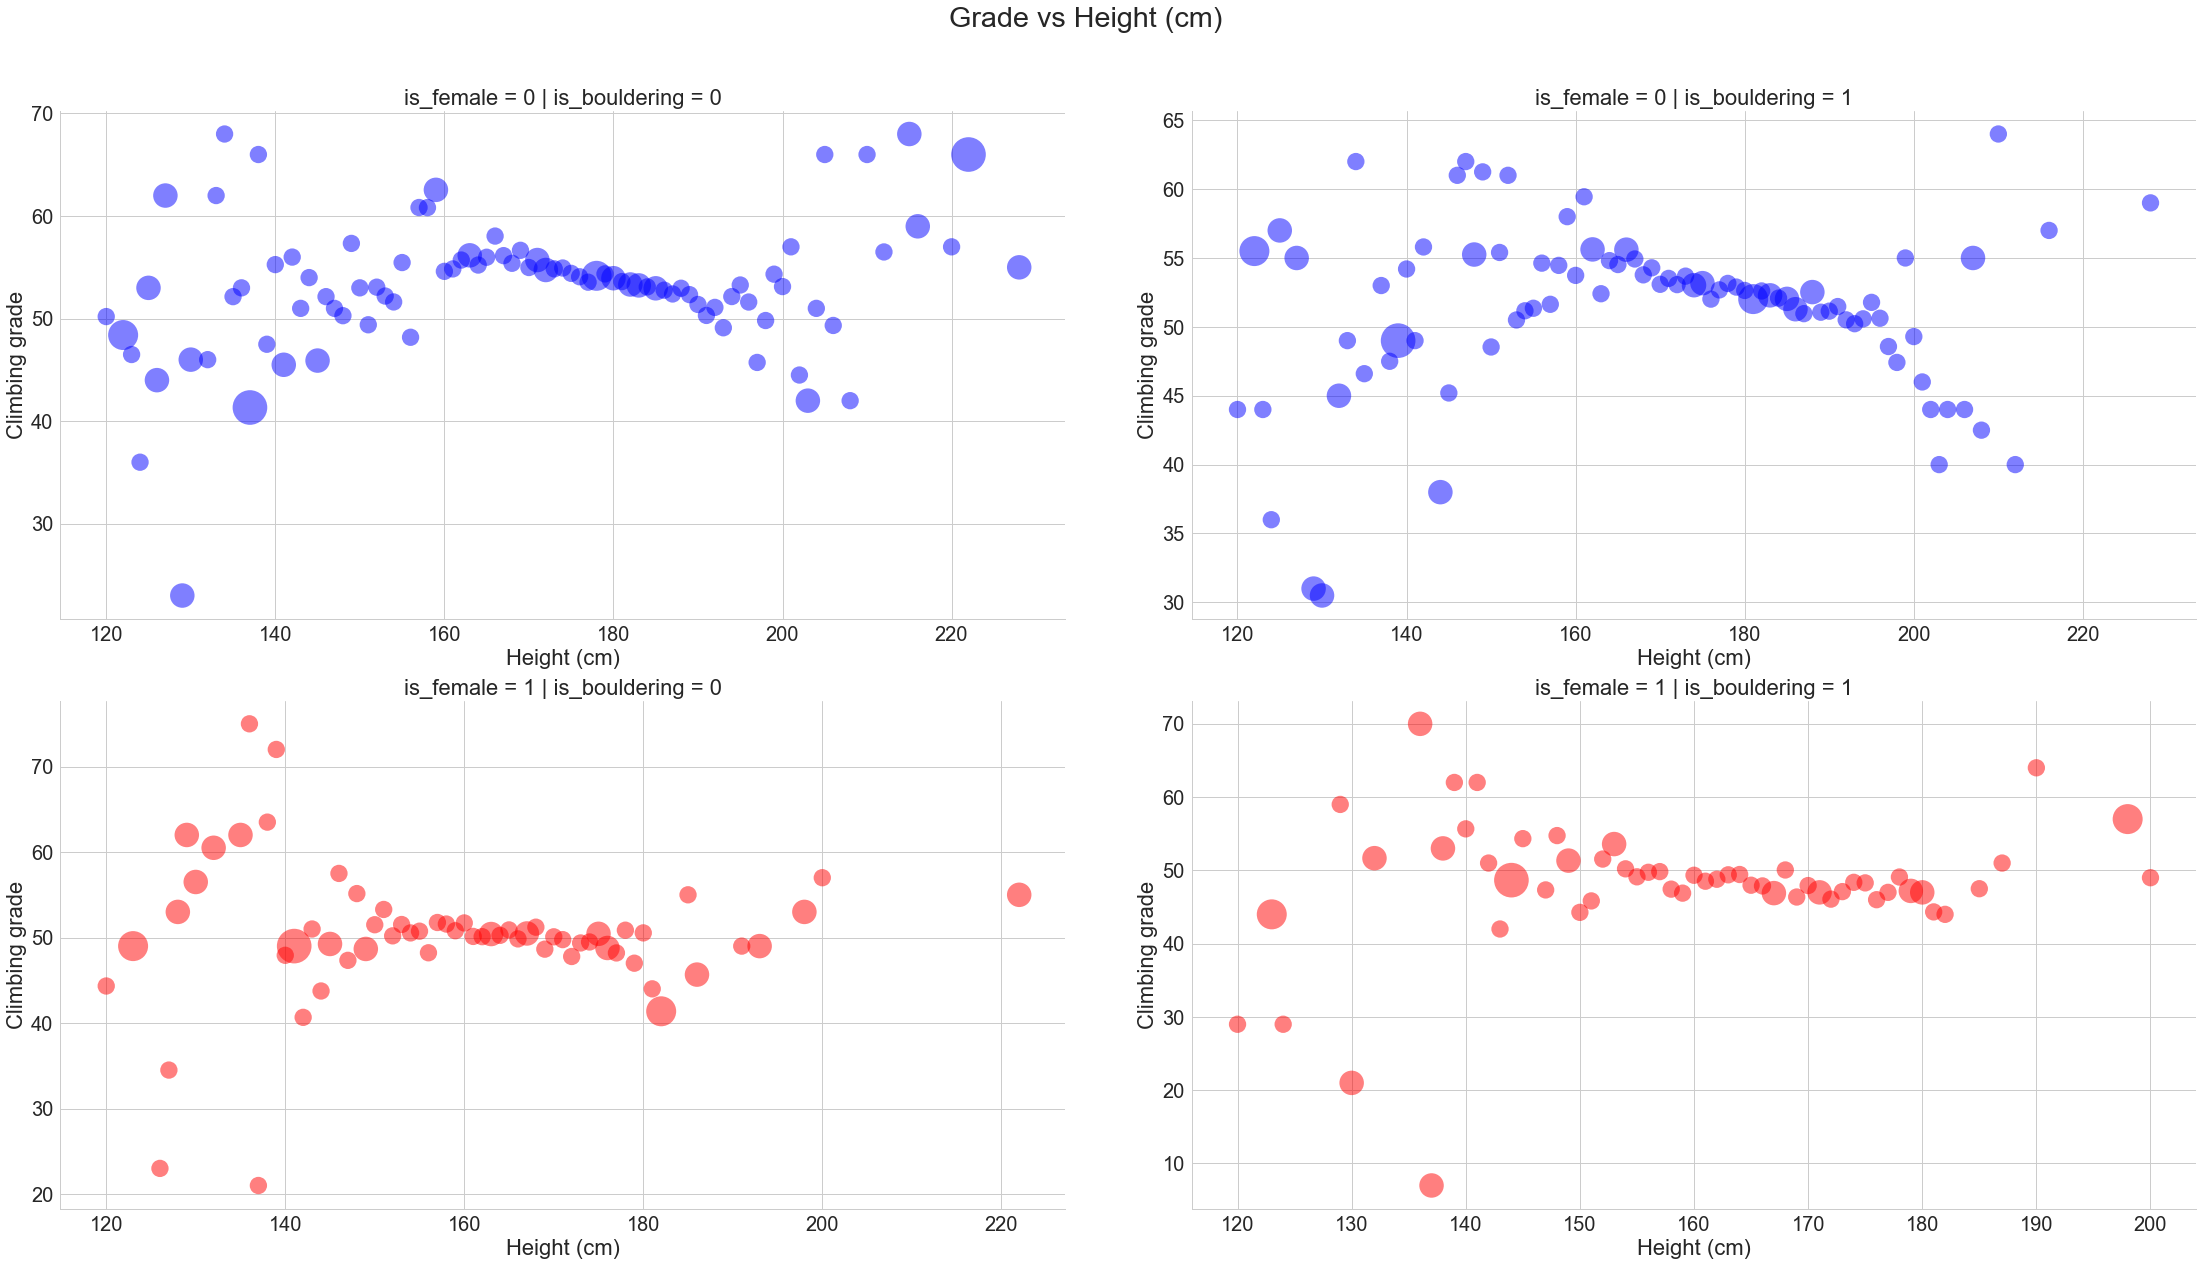 Grade vs Height (cm)
is_female = 0 | is_bouldering = 0
70
60
50
40
30
Climbing grade
120 140 160 180 200 220
Height (cm)
is_female = 0 | is_bouldering = 1
65
60
55
50
45
40
35
30
Climbing grade
120 140 160 180 200 220
Height (cm)
is_female = 1 | is_bouldering = 0
70
60
50
40
30
20
Climbing grade
120 140 160 180 200 220
Height (cm)
is_female = 1 | is_bouldering = 1
70
60
50
40
30
20
10
Climbing grade
120 130 140 150 160 170 180 190 200
Height (cm)